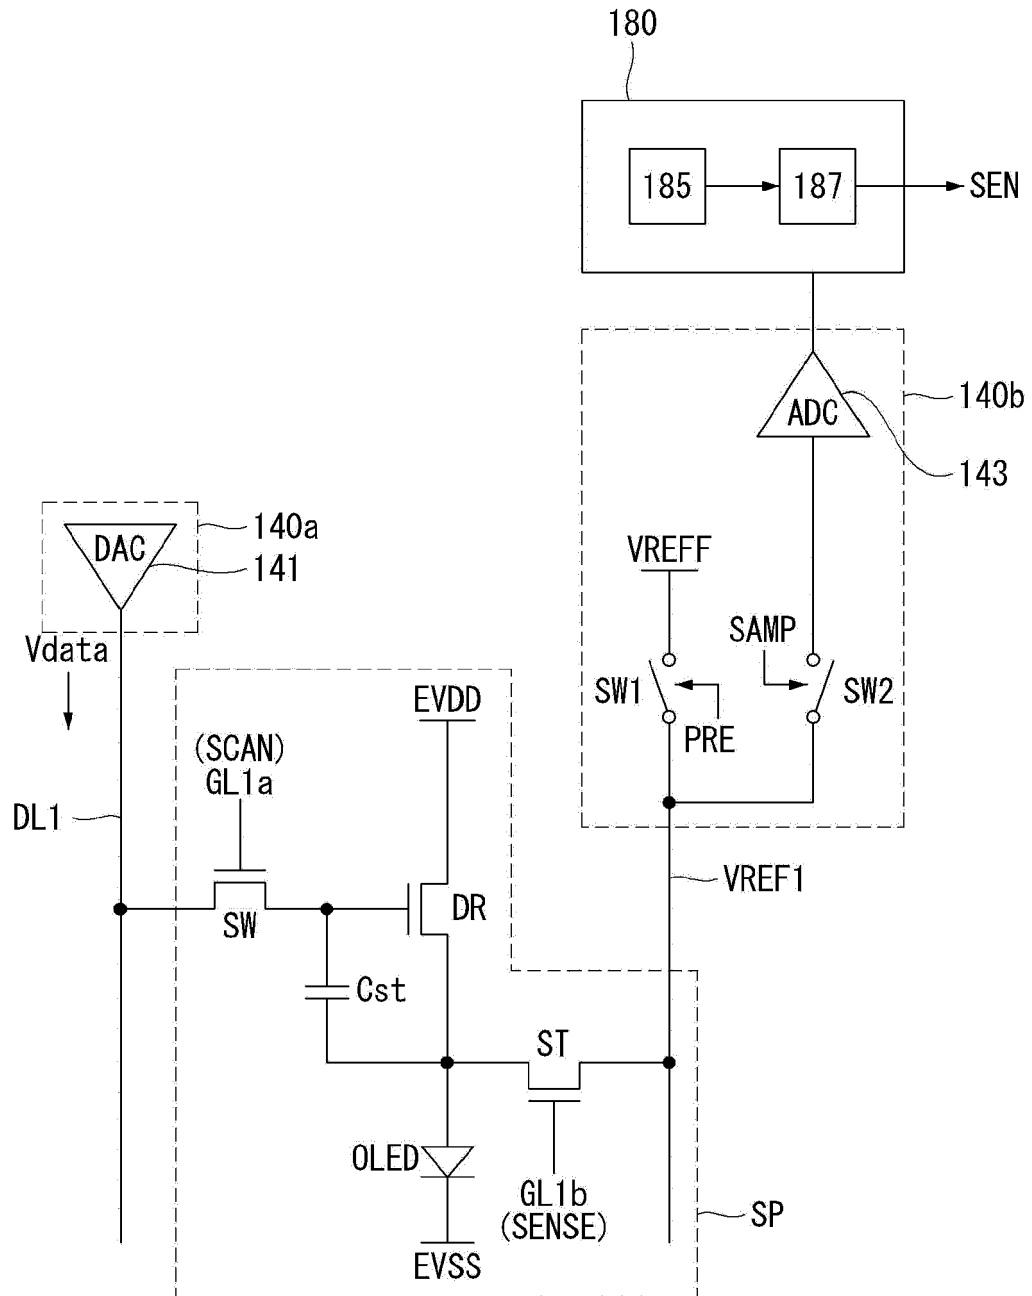 180
185
187
SEN
140b
ADC
143
DAC
140a
141
VREFF
Vdata
SAMP
SW1
SW2
PRE
EVDD
(SCAN)
GL1a
DL1
VREF1
SW
DR
Cst
ST
OLED
GL1b
(SENSE)
SP
EVSS